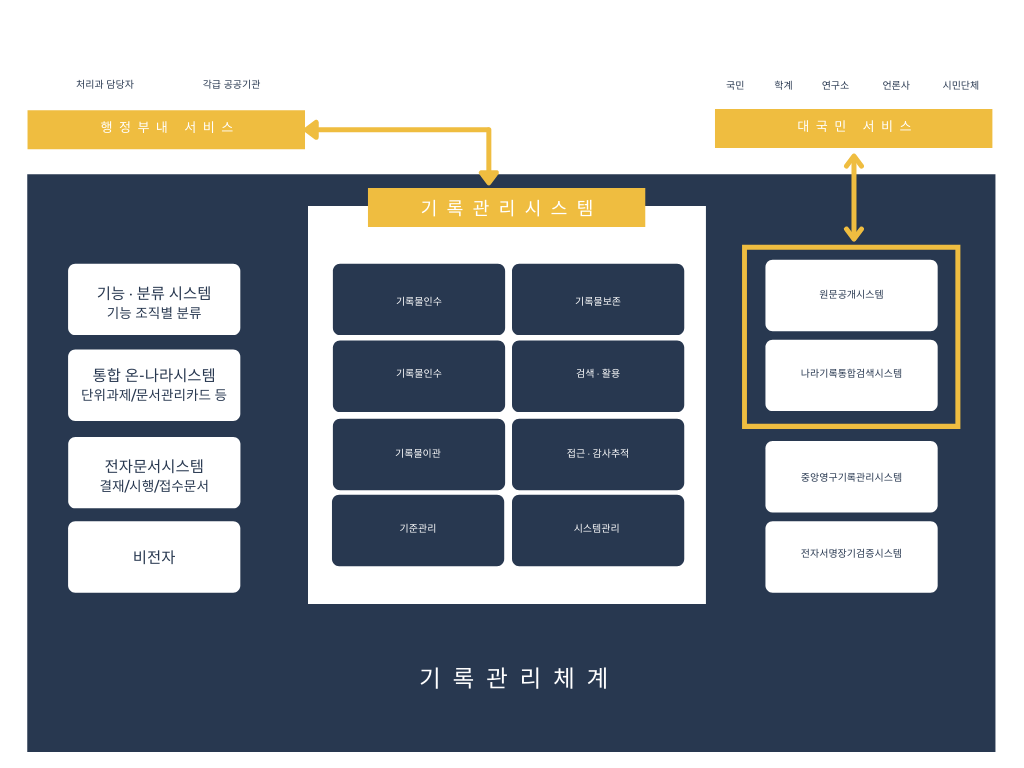 처리과 담당자
각급 공공기관
행정부내 서비스
국민
학계
연구소
언론사
시민단체
대국민 서비스
기록관리시스템
기능 · 분류 시스템
기능 조직별 분류
통합 온-나라시스템
단위과제/문서관리카드 등
전자문서시스템
결재/시행/접수문서
비전자
기록물인수
기록물보존
기록물인수
검색 · 활용
기록물이관
접근 · 감사추적
기준관리
시스템관리
원문공개시스템
나라기록통합검색시스템
중앙영구기록관리시스템
전자서명장기검증시스템
기록관리체계